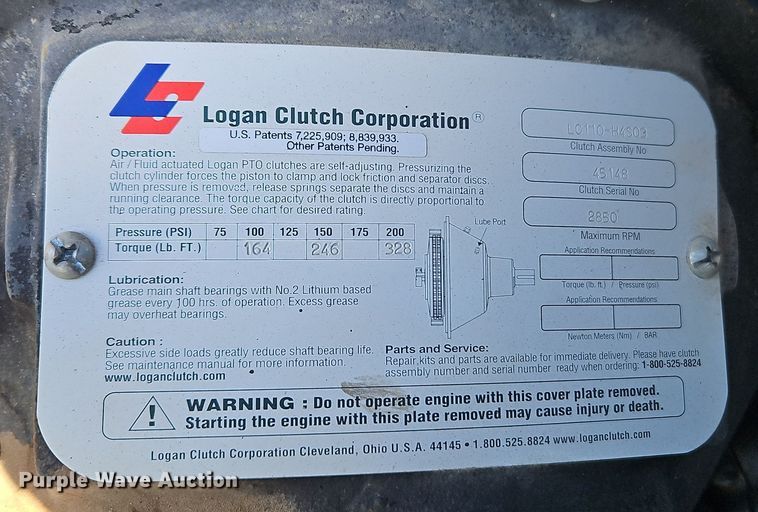 LC
Logan Clutch Corporation®
U.S. Patents 7,225,909; 8,839,933.
Other Patents Pending.
Operation:
Air / Fluid actuated Logan PTO clutches are self-adjusting. Pressurizing the
clutch cylinder forces the piston to clamp and lock friction and separator discs.
When pressure is removed, release springs separate the discs and maintain a
running clearance. The torque capacity of the clutch is directly proportional to
the operating pressure. See chart for desired rating.
Pressure (PSI) 75 100 125 150 175 200
Torque (Lb. FT.) 164 246 328
Lube Port
LC110-H4S03
Clutch Assembly No
45148
Clutch Serial No
2850
Maximum RPM
Application Recommendations
Torque (lb. ft.) / Pressure (psi)
Application Recommendations
Newton Meters (Nm) / BAR
Lubrication:
Grease main shaft bearings with No.2 Lithium based
grease every 100 hrs. of operation. Excess grease
may overheat bearings.
Caution :
Excessive side loads greatly reduce shaft bearing life.
See maintenance manual for more information.
www.loganclutch.com
Parts and Service:
Repair kits and parts are available for immediate delivery. Please have clutch
assembly number and serial number ready when ordering: 1-800-525-8824
WARNING : Do not operate engine with this cover plate removed.
Starting the engine with this plate removed may cause injury or death.
Logan Clutch Corporation Cleveland, Ohio U.S.A. 44145 • 1.800.525.8824 www.loganclutch.com
Purple Wave Auction